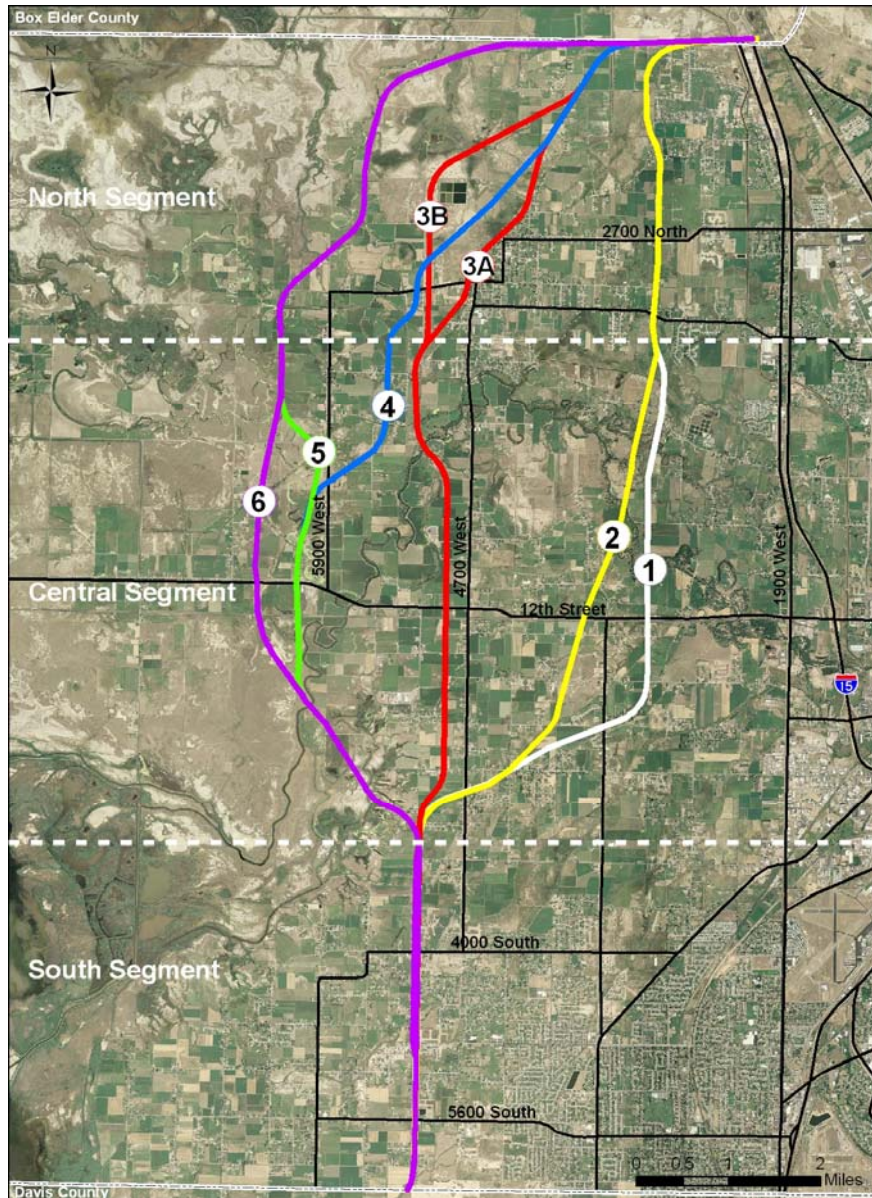 Box Elder County
N
North Segment
3B
2700 North
3A
4
5
6
5900 West
4700 West
2
1
1900 West
Central Segment
12th Street
15
South Segment
4000 South
5600 South
0 0.5 1 2
Miles
Davis County